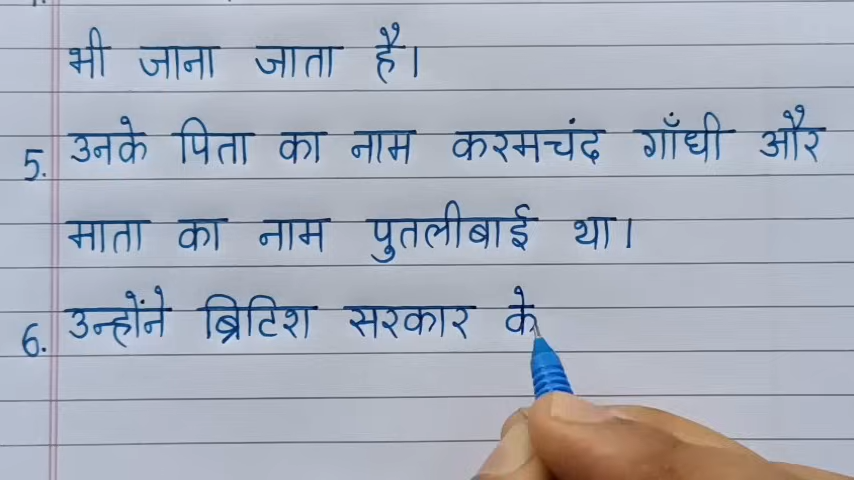 भी जाना जाता है।
5. उनके पिता का नाम करमचंद गाँधी और
माता का नाम पुतलीबाई था।
6. उन्होंने ब्रिटिश सरकार के